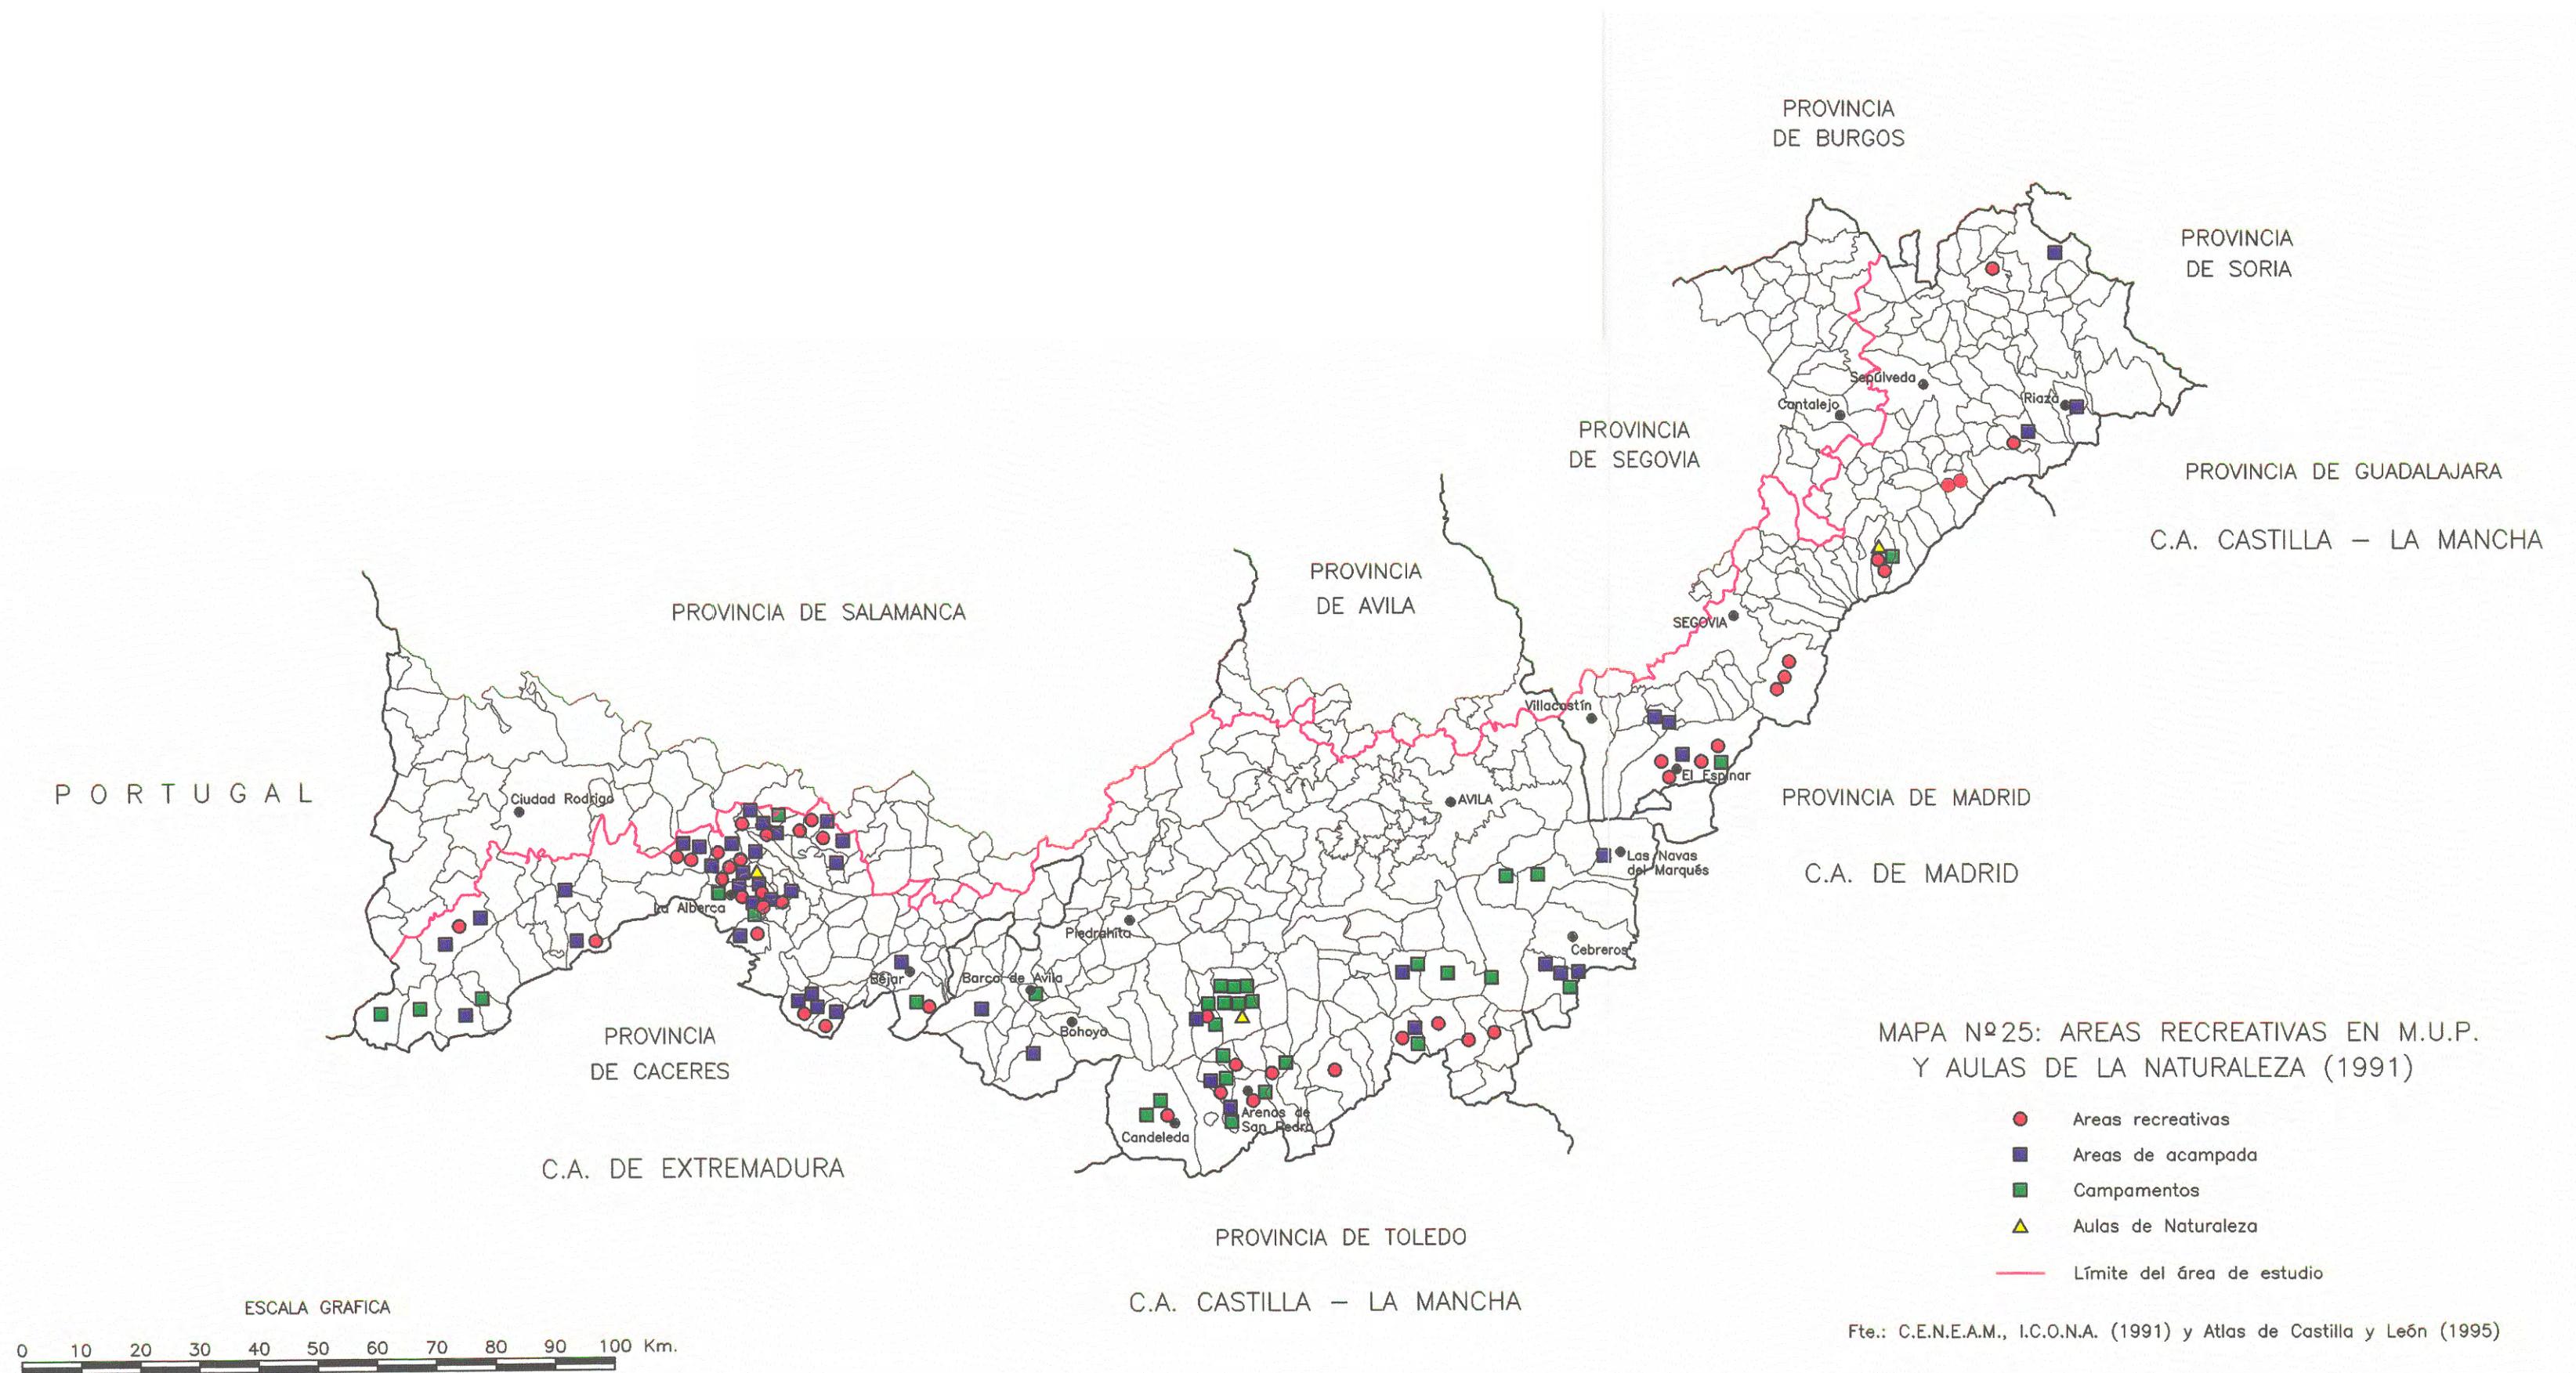 PROVINCIA
DE BURGOS
PROVINCIA
DE SORIA
Sepúlveda
Riaza
Cantalejo
PROVINCIA
DE SEGOVIA
PROVINCIA DE GUADALAJARA
C.A. CASTILLA – LA MANCHA
PROVINCIA
DE AVILA
PROVINCIA DE SALAMANCA
SEGOVIA
Villacastín
El Espinar
PORTUGAL
Ciudad Rodrigo
AVILA
PROVINCIA DE MADRID
Las Navas
del Marqués
C.A. DE MADRID
La Alberca
Piedrahíta
Cebreros
Béjar
Barco de Avila
Bohoyo
PROVINCIA
DE CACERES
MAPA Nº25: AREAS RECREATIVAS EN M.U.P.
Y AULAS DE LA NATURALEZA (1991)
Arenas de
San Pedro
Candeleda
Areas recreativas
Areas de acampada
Campamentos
Aulas de Naturaleza
Límite del área de estudio
C.A. DE EXTREMADURA
PROVINCIA DE TOLEDO
C.A. CASTILLA – LA MANCHA
ESCALA GRAFICA
0 10 20 30 40 50 60 70 80 90 100 Km.
Fte.: C.E.N.E.A.M., I.C.O.N.A. (1991) y Atlas de Castilla y León (1995)